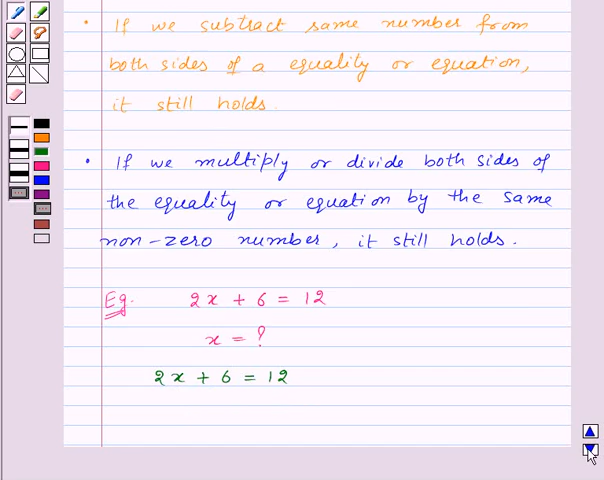 • If we subtract same number from
both sides of a equality or equation,
it still holds.
• If we multiply or divide both sides of
the equality or equation by the same
non-zero number, it still holds.
Eg. 2x + 6 = 12
x = ?
2x + 6 = 12